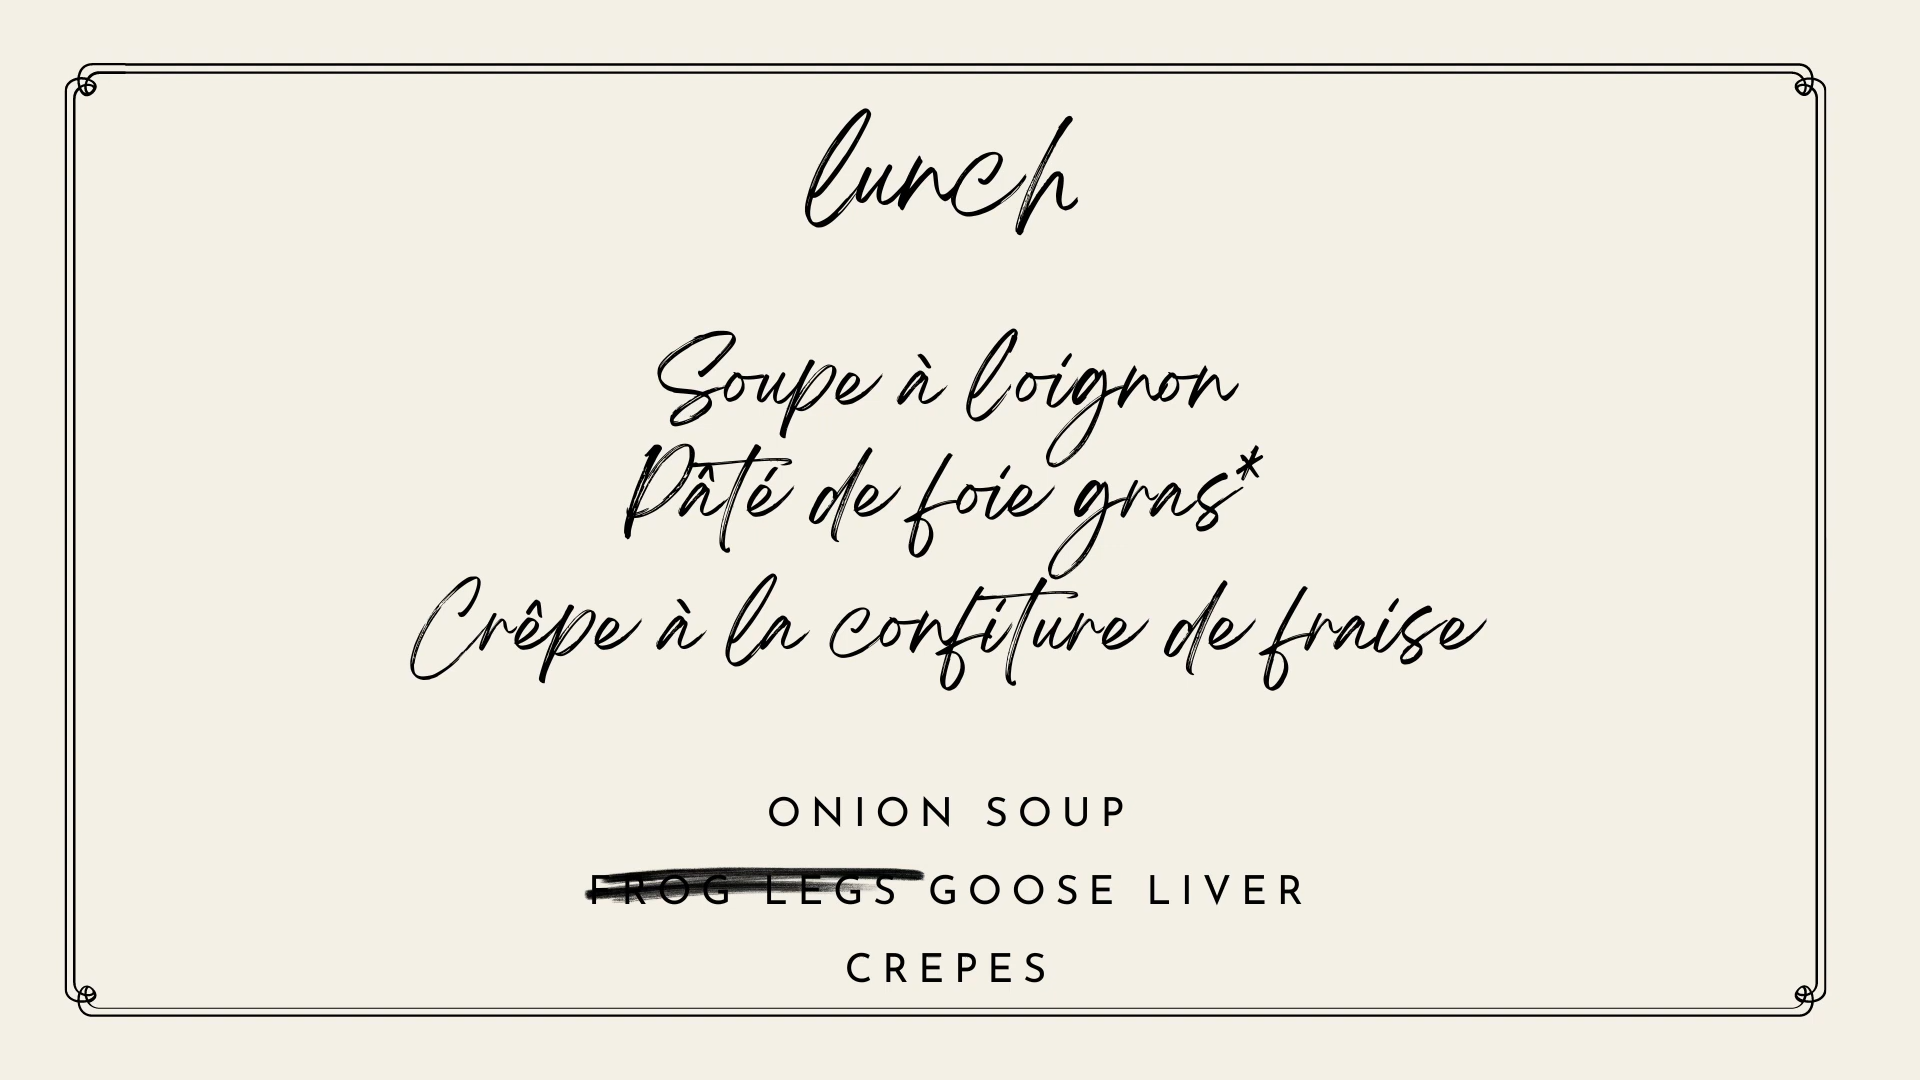 lunch
Soupe à loignon
Pâté de foie gras*
Crêpe à la confiture de fraise
ONION SOUP
FROG LEGS GOOSE LIVER
CREPES